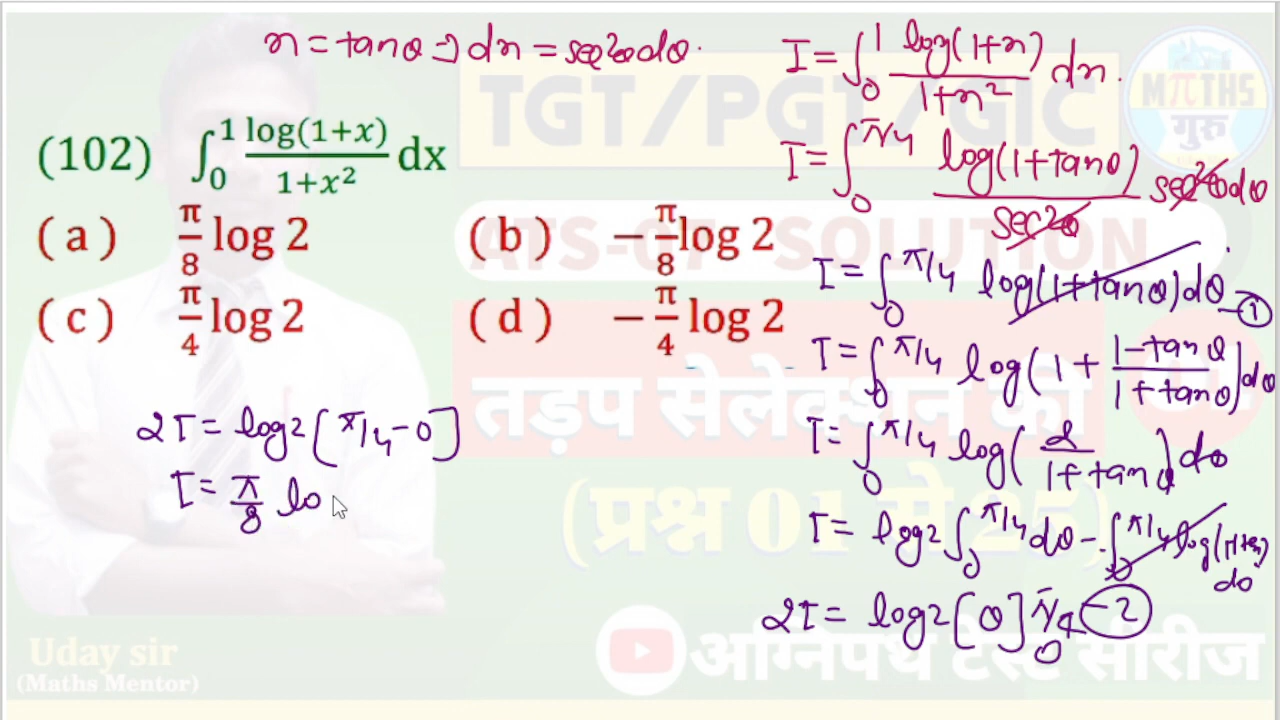 x = tanθ ⇒ dx = sec²θdθ.
(102) ∫₀¹ log(1+x)/(1+x²) dx
(a) π/8 log 2
(b) −π/8 log 2
(c) π/4 log 2
(d) −π/4 log 2
2I = log2[π/4−0]
I = π/8 lo
I = ∫₀¹ log(1+x)/(1+x²) dx.
I = ∫₀^π/4 log(1+tanθ)/sec²θ sec²θdθ
I = ∫₀^π/4 log(1+tanθ)dθ —①
I = ∫₀^π/4 log(1+ (1−tanθ)/(1+tanθ))dθ
I = ∫₀^π/4 log(2/(1+tanθ))dθ
I = log2 ∫₀^π/4 dθ − ∫₀^π/4 log(1+tanθ) dθ
2I = log2[θ]₀^π/4 —②
TGT/PGT/GIC
MπTHS
गुरु
ATS-07 SOLUTION
तड़प सेलेक्शन की
(प्रश्न 01 से 25)
अग्निपथ टेस्ट सीरीज
Uday sir
(Maths Mentor)